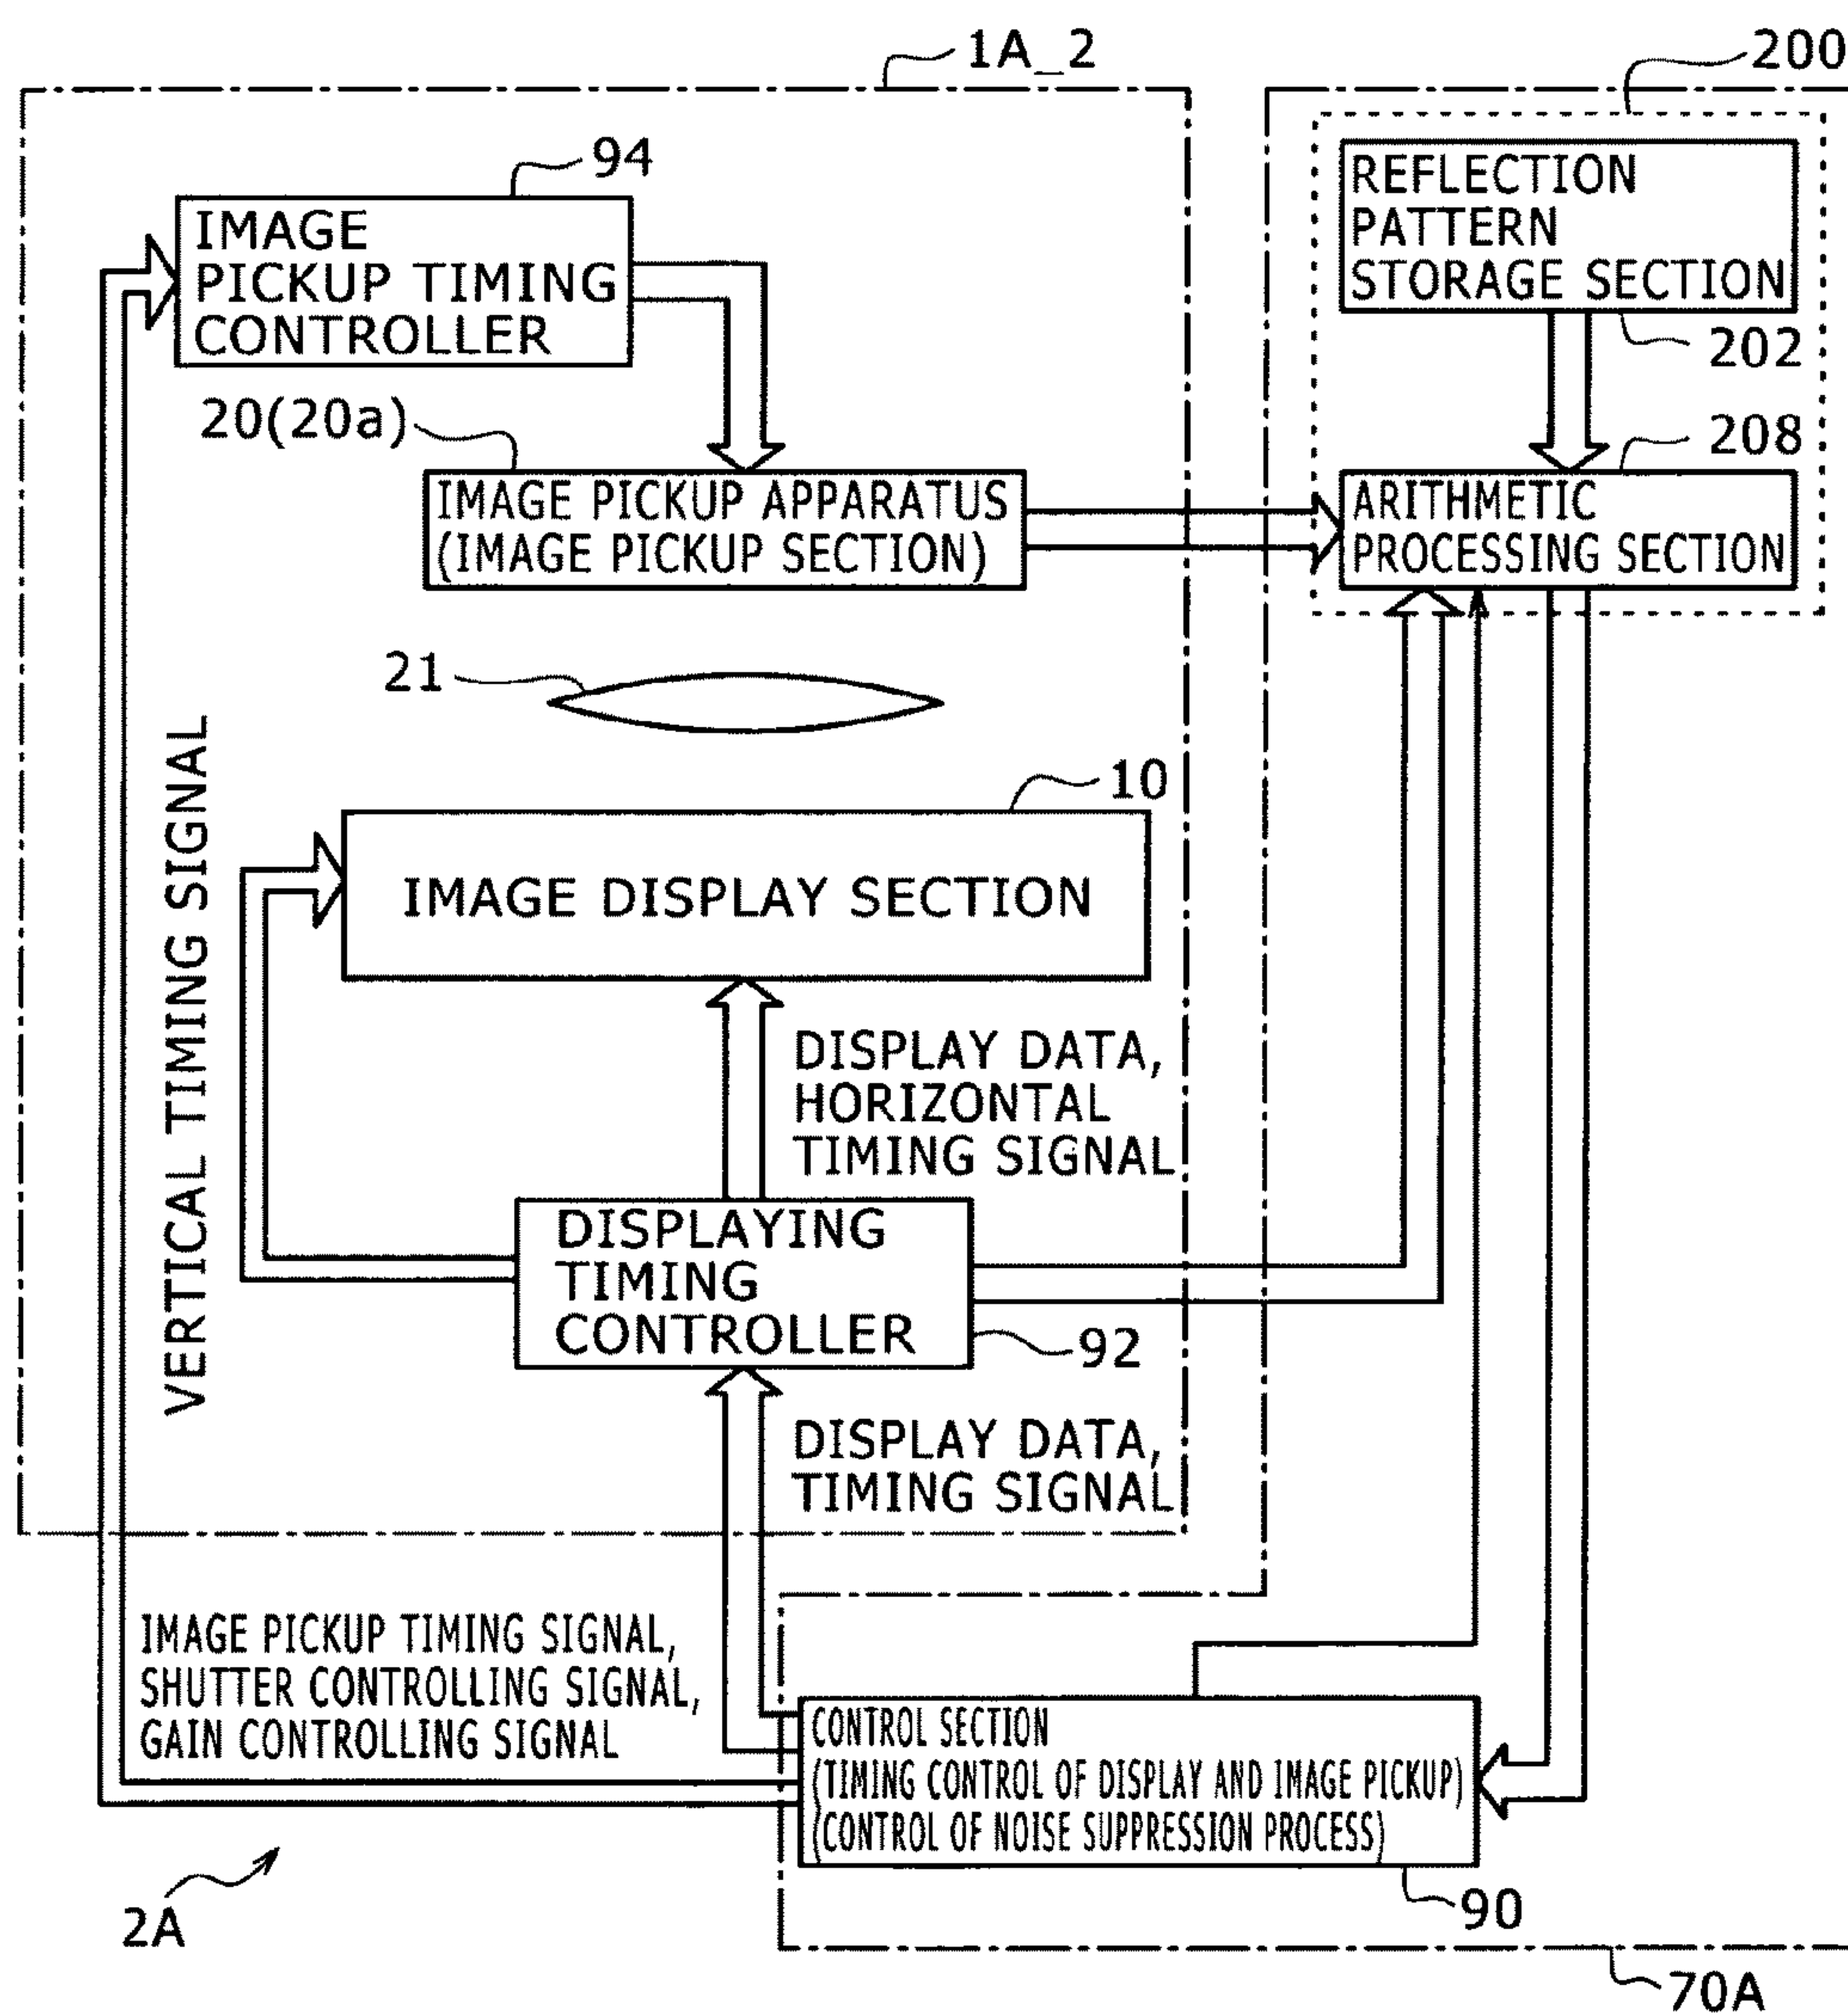 1A_2
200
94
IMAGE
PICKUP TIMING
CONTROLLER
REFLECTION
PATTERN
STORAGE SECTION
202
20(20a)
208
IMAGE PICKUP APPARATUS
(IMAGE PICKUP SECTION)
ARITHMETIC
PROCESSING SECTION
21
10
IMAGE DISPLAY SECTION
VERTICAL TIMING SIGNAL
DISPLAY DATA,
HORIZONTAL
TIMING SIGNAL
DISPLAYING
TIMING
CONTROLLER
92
DISPLAY DATA,
TIMING SIGNAL
IMAGE PICKUP TIMING SIGNAL,
SHUTTER CONTROLLING SIGNAL,
GAIN CONTROLLING SIGNAL
CONTROL SECTION
(TIMING CONTROL OF DISPLAY AND IMAGE PICKUP)
(CONTROL OF NOISE SUPPRESSION PROCESS)
90
2A
70A